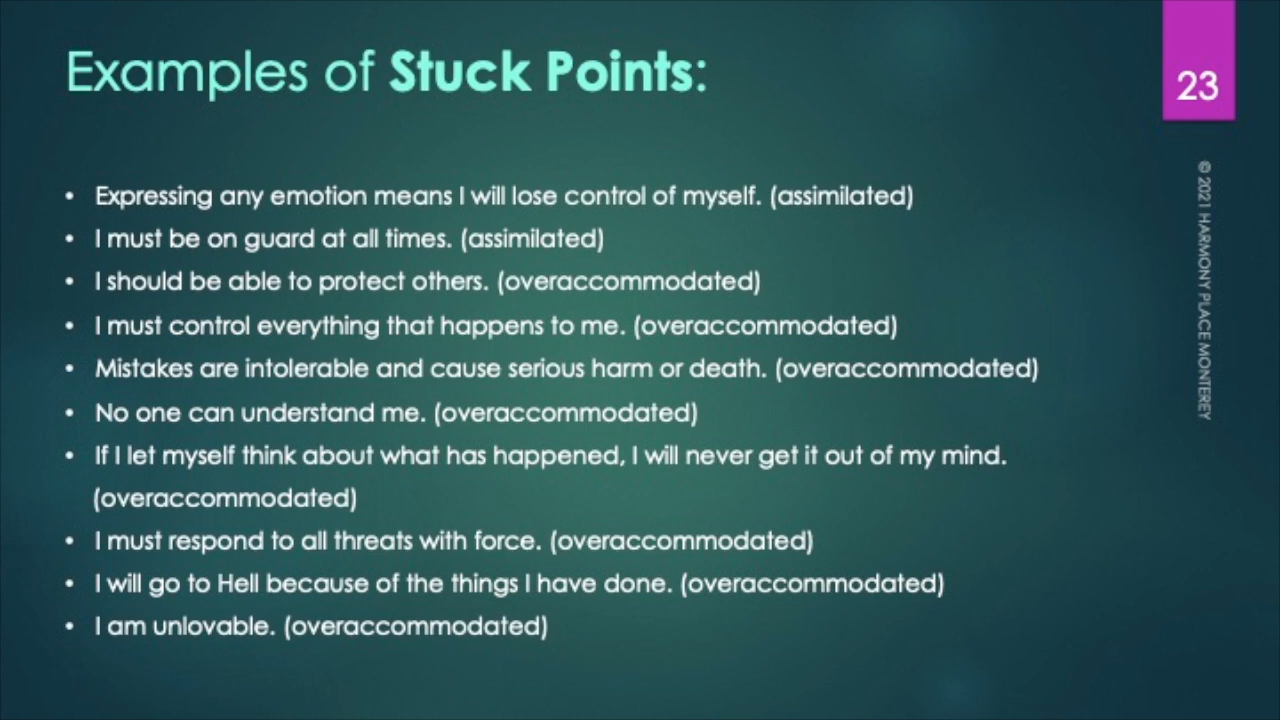 Examples of Stuck Points:
23
• Expressing any emotion means I will lose control of myself. (assimilated)
• I must be on guard at all times. (assimilated)
• I should be able to protect others. (overaccommodated)
• I must control everything that happens to me. (overaccommodated)
• Mistakes are intolerable and cause serious harm or death. (overaccommodated)
• No one can understand me. (overaccommodated)
• If I let myself think about what has happened, I will never get it out of my mind.
(overaccommodated)
• I must respond to all threats with force. (overaccommodated)
• I will go to Hell because of the things I have done. (overaccommodated)
• I am unlovable. (overaccommodated)
© 2021 HARMONY PLACE MONTEREY